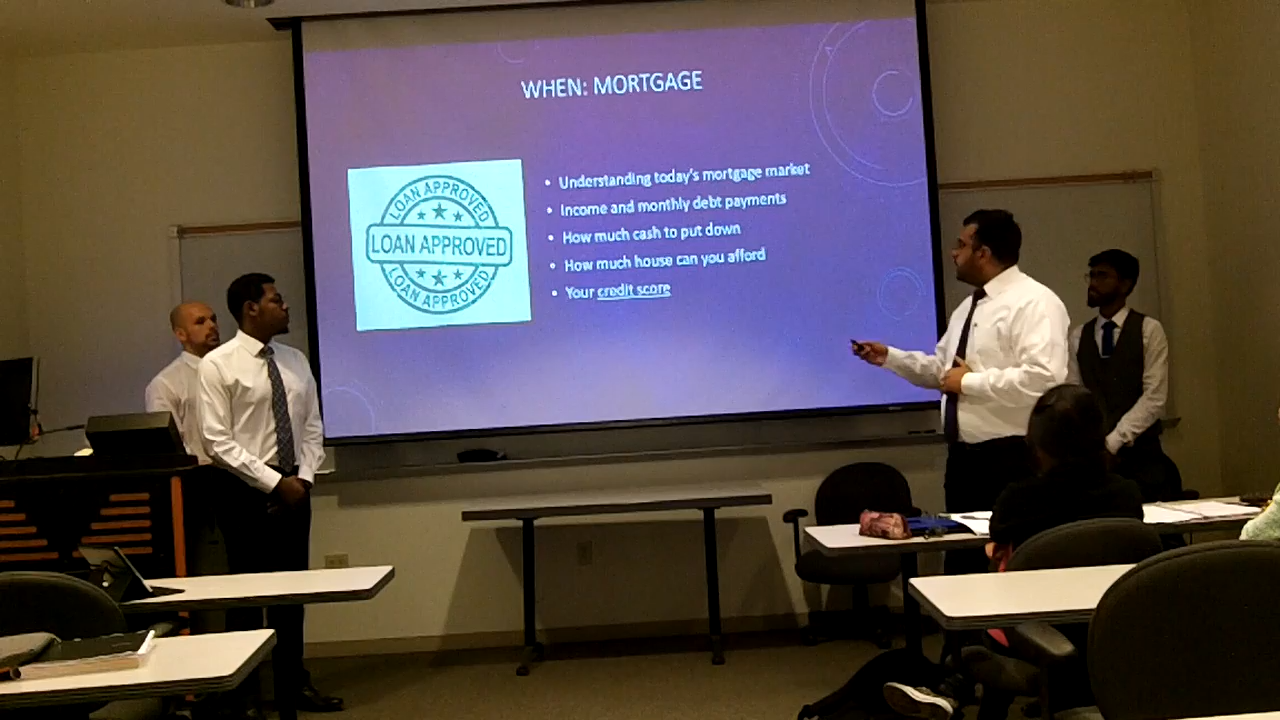 WHEN: MORTGAGE
LOAN APPROVED
LOAN APPROVED
LOAN APPROVED
• Understanding today's mortgage market
• Income and monthly debt payments
• How much cash to put down
• How much house can you afford
• Your credit score